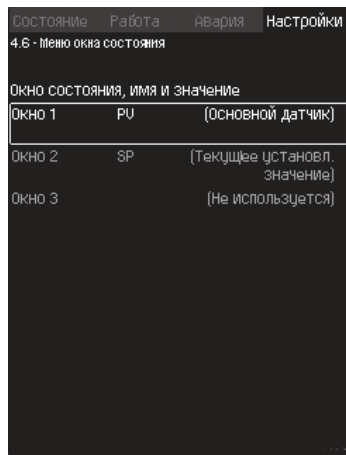 Состояние Работа Авария Настройки
4.6 - Меню окна состояния
Окно состояния, имя и значение
Окно 1 PV (Основной датчик)
Окно 2 SP (Текущее установл.
значение)
Окно 3 (Не используется)